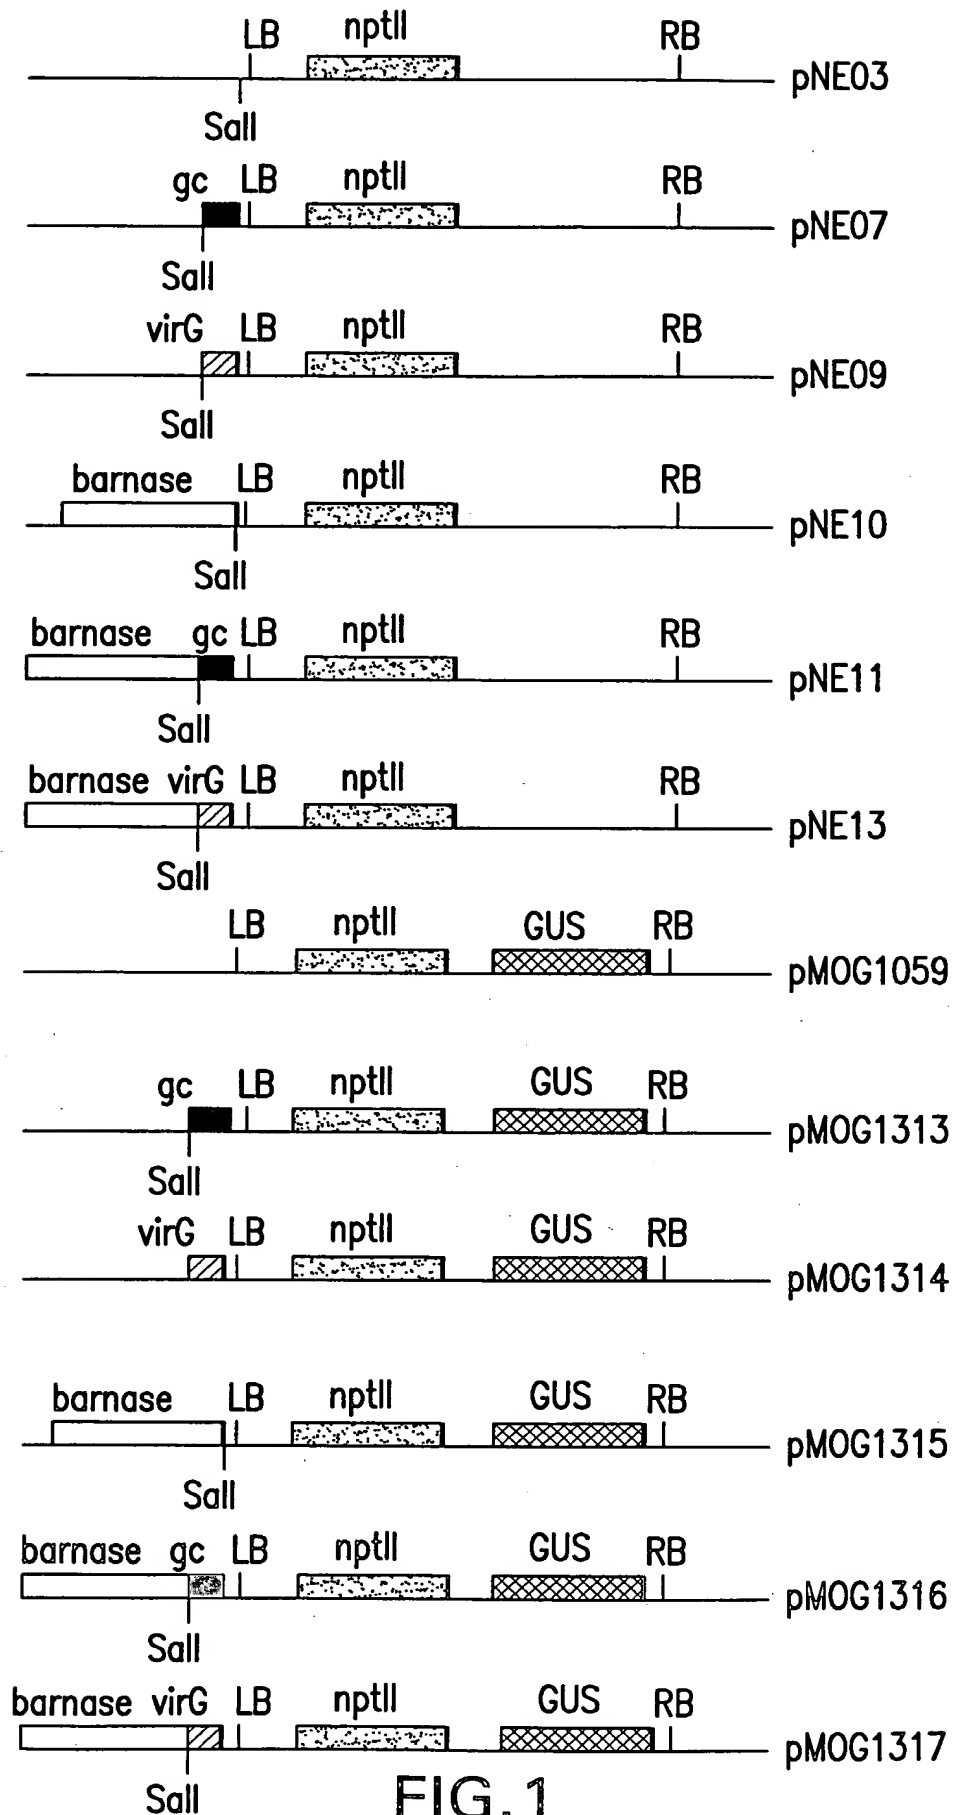 LB nptII RB
pNE03
SalI
gc LB nptII RB
pNE07
SalI
virG LB nptII RB
pNE09
SalI
barnase LB nptII RB
pNE10
SalI
barnase gc LB nptII RB
pNE11
SalI
barnase virG LB nptII RB
pNE13
SalI
LB nptII GUS RB
pMOG1059
gc LB nptII GUS RB
pMOG1313
SalI
virG LB nptII GUS RB
pMOG1314
barnase LB nptII GUS RB
pMOG1315
SalI
barnase gc LB nptII GUS RB
pMOG1316
SalI
barnase virG LB nptII GUS RB
pMOG1317
SalI
FIG.1